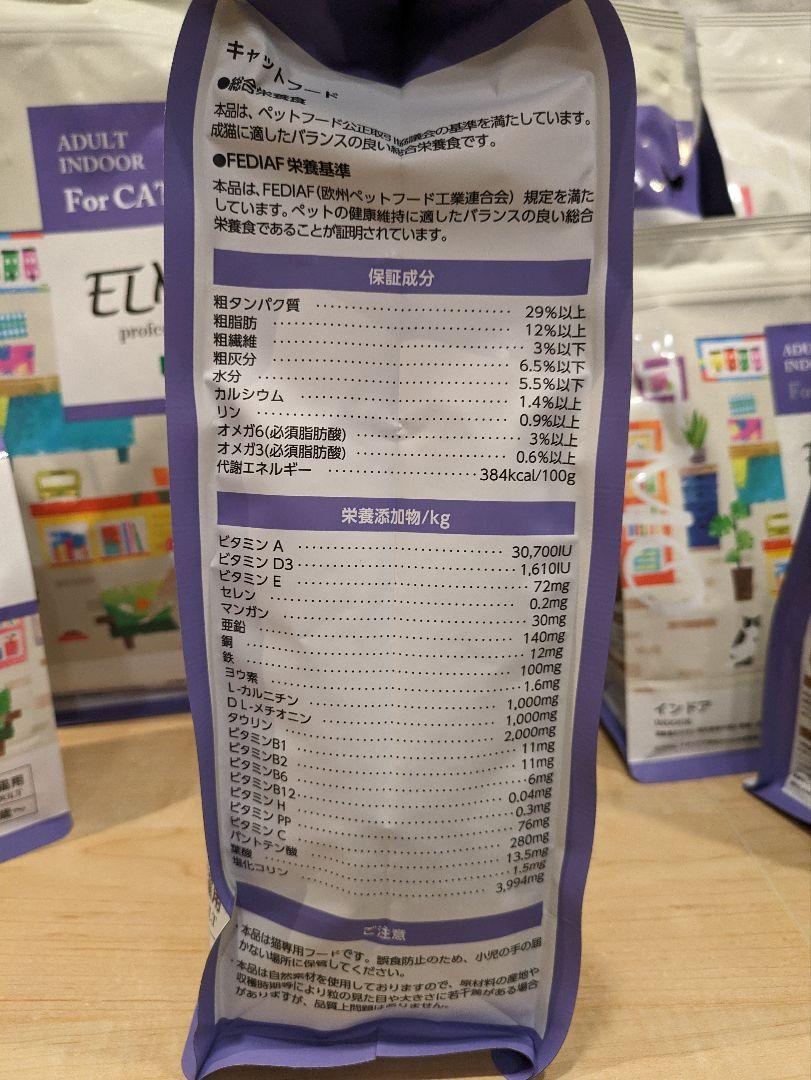 キャットフード
●総合栄養食
本品は、ペットフード公正取引協議会の基準を満たしています。
成猫に適したバランスの良い総合栄養食です。
●FEDIAF 栄養基準
本品は、FEDIAF(欧州ペットフード工業連合会)規定を満た
しています。ペットの健康維持に適したバランスの良い総合
栄養食であることが証明されています。
保証成分
粗タンパク質 29%以上
粗脂肪 12%以上
粗繊維 3%以下
粗灰分 6.5%以下
水分 5.5%以下
カルシウム 1.4%以上
リン 0.9%以上
オメガ6(必須脂肪酸) 3%以上
オメガ3(必須脂肪酸) 0.6%以上
代謝エネルギー 384kcal/100g
栄養添加物/kg
ビタミン A 30,700IU
ビタミン D3 1,610IU
ビタミン E 72mg
セレン 0.2mg
マンガン 30mg
亜鉛 140mg
銅 12mg
鉄 100mg
ヨウ素 1.6mg
L-カルニチン 1,000mg
D L-メチオニン 1,000mg
タウリン 2,000mg
ビタミンB1 11mg
ビタミンB2 11mg
ビタミンB6 6mg
ビタミンB12 0.04mg
ビタミン H 0.3mg
ビタミン PP 76mg
ビタミン C 280mg
パントテン酸 13.5mg
葉酸 1.5mg
塩化コリン 3,994mg
ご注意
・本品は猫専用フードです。誤食防止のため、小児の手の届
かない場所に保管してください。
・本品は自然素材を使用しておりますので、原材料の産地や
収穫時期等により粒の見た目や大きさに若干差がある場合
がありますが、品質上問題はありません。
ADULT
INDOOR
For CAT
ELM
profe
ADU
IND
Fo
インドア
INDOOR